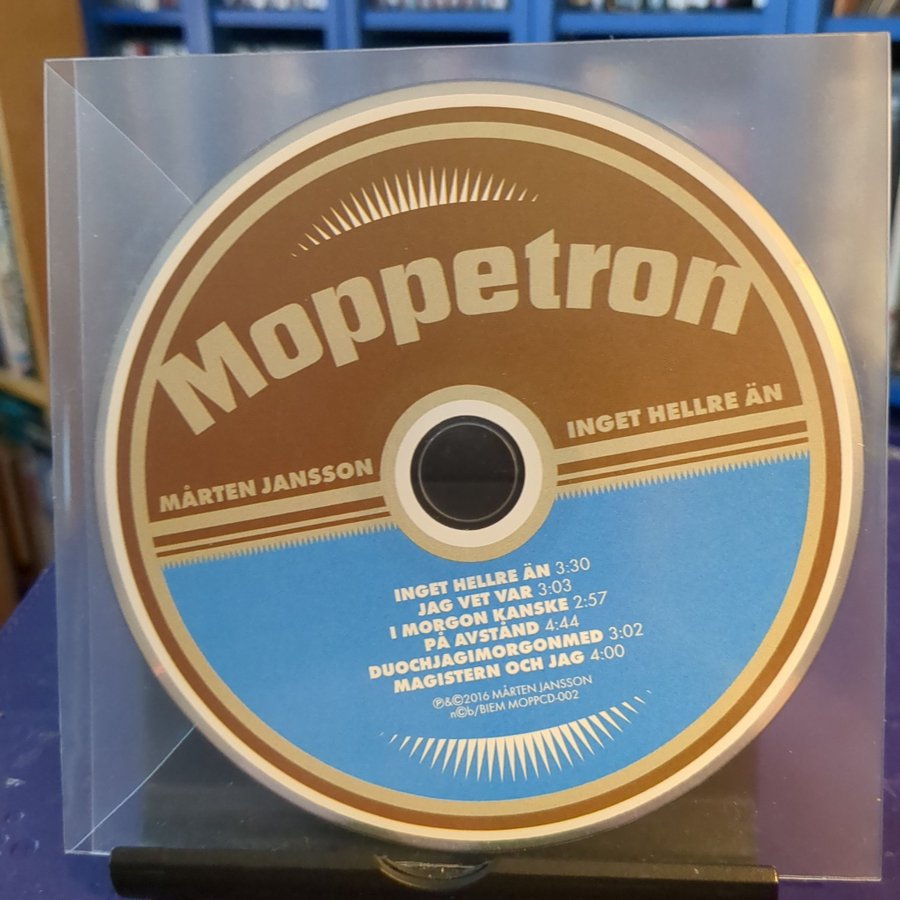 Moppetron
MÅRTEN JANSSON
INGET HELLRE ÄN
INGET HELLRE ÄN 3:30
JAG VET VAR 3:03
I MORGON KANSKE 2:57
PÅ AVSTÅND 4:44
DUOCHJAGIMORGONMED 3:02
MAGISTERN OCH JAG 4:00
℗&©2016 MÅRTEN JANSSON
n©b/BIEM MOPPCD-002